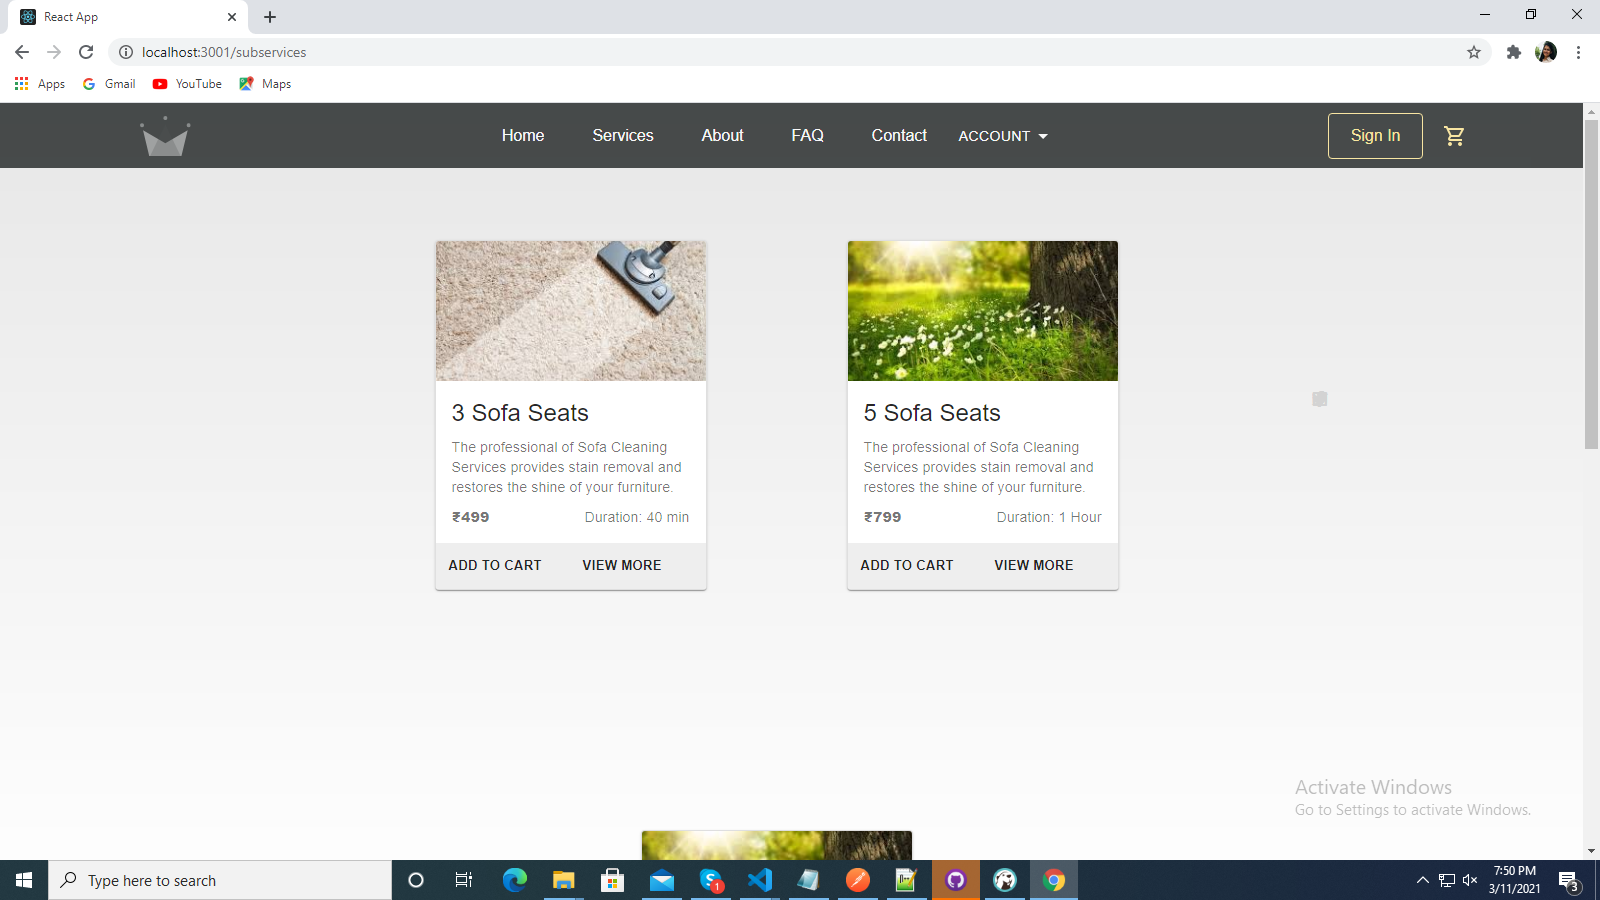 React App
localhost:3001/subservices
Apps
Gmail
YouTube
Maps
Home
Services
About
FAQ
Contact
ACCOUNT
Sign In
3 Sofa Seats
The professional of Sofa Cleaning
Services provides stain removal and
restores the shine of your furniture.
₹499
Duration: 40 min
ADD TO CART
VIEW MORE
5 Sofa Seats
The professional of Sofa Cleaning
Services provides stain removal and
restores the shine of your furniture.
₹799
Duration: 1 Hour
ADD TO CART
VIEW MORE
Activate Windows
Go to Settings to activate Windows.
Type here to search
1
7:50 PM
3/11/2021
3